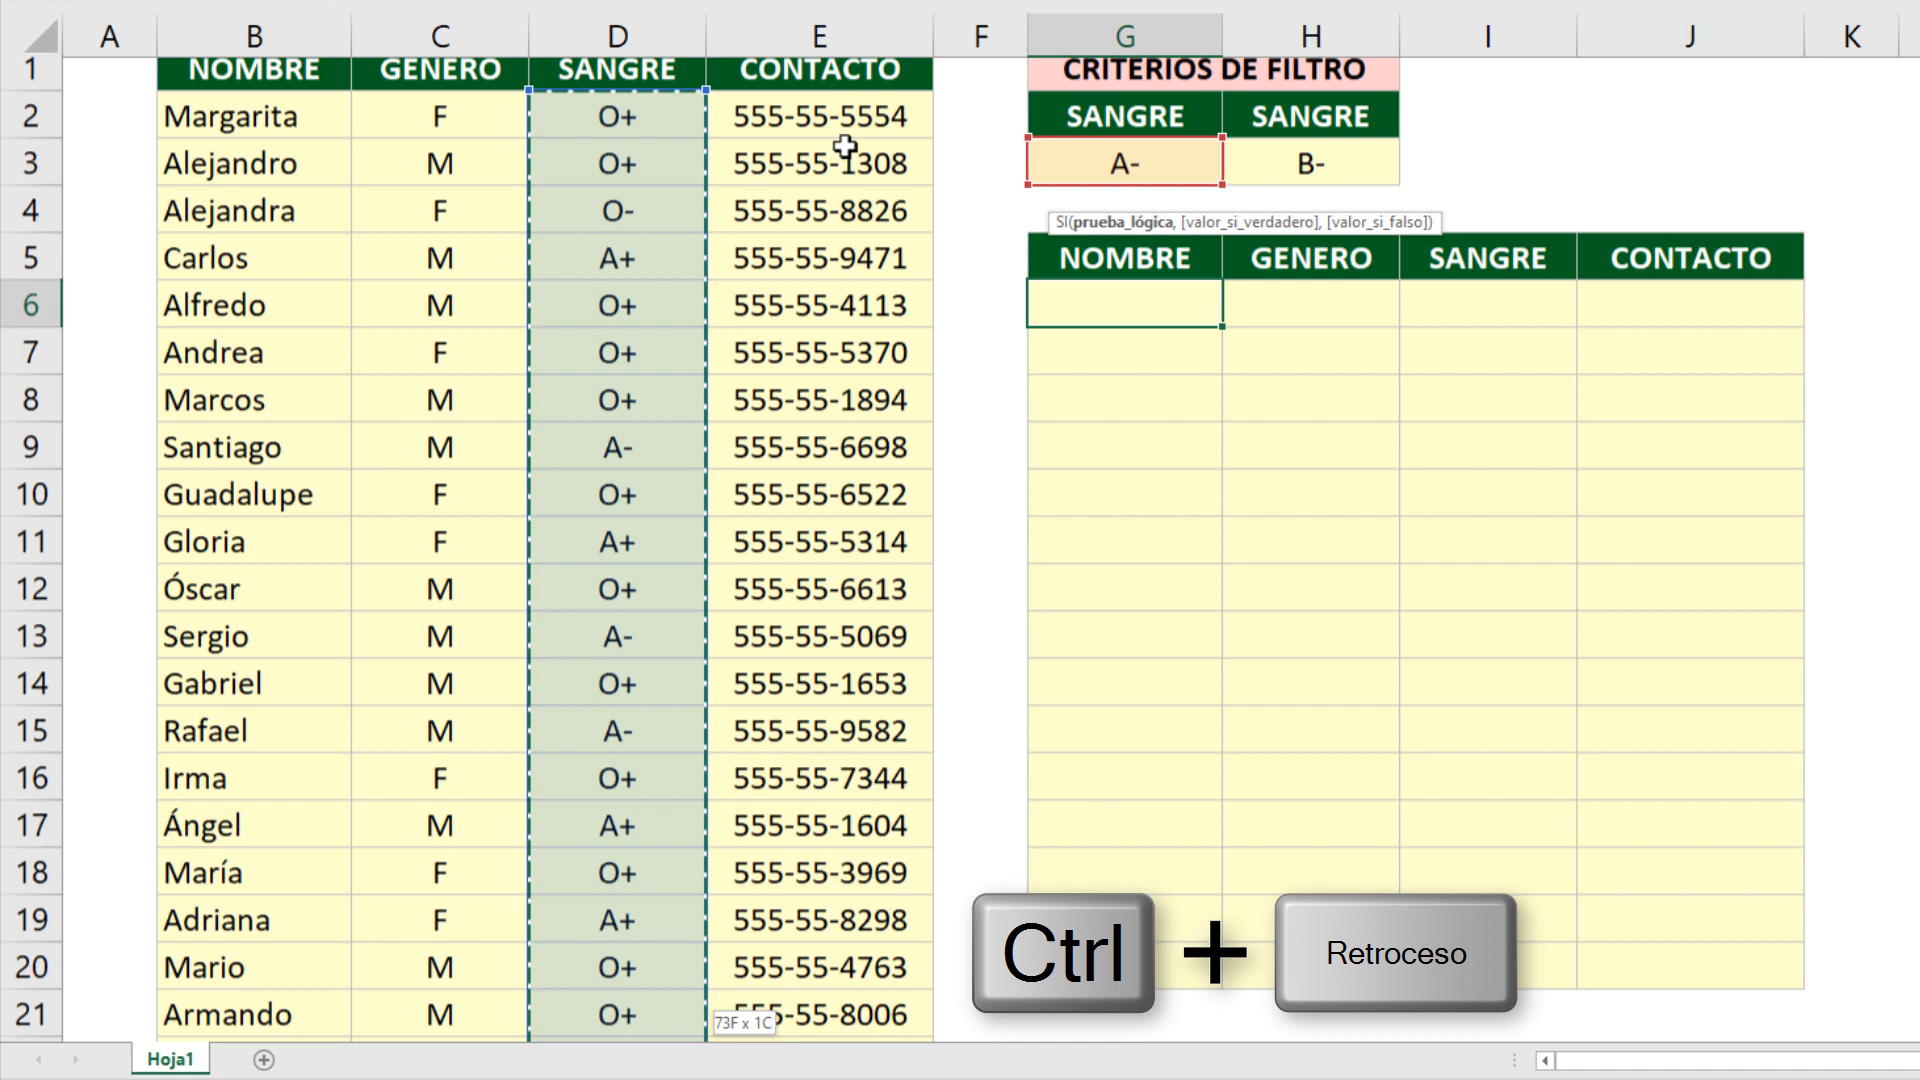 A B C D E F G H I J K
1 NOMBRE GENERO SANGRE CONTACTO CRITERIOS DE FILTRO
2 Margarita F O+ 555-55-5554 SANGRE SANGRE
3 Alejandro M O+ 555-55-1308 A- B-
4 Alejandra F O- 555-55-8826
SI(prueba_lógica, [valor_si_verdadero], [valor_si_falso])
5 Carlos M A+ 555-55-9471 NOMBRE GENERO SANGRE CONTACTO
6 Alfredo M O+ 555-55-4113
7 Andrea F O+ 555-55-5370
8 Marcos M O+ 555-55-1894
9 Santiago M A- 555-55-6698
10 Guadalupe F O+ 555-55-6522
11 Gloria F A+ 555-55-5314
12 Óscar M O+ 555-55-6613
13 Sergio M A- 555-55-5069
14 Gabriel M O+ 555-55-1653
15 Rafael M A- 555-55-9582
16 Irma F O+ 555-55-7344
17 Ángel M A+ 555-55-1604
18 María F O+ 555-55-3969
19 Adriana F A+ 555-55-8298
Ctrl + Retroceso
20 Mario M O+ 555-55-4763
21 Armando M O+ 555-55-8006
73F x 1C
Hoja1